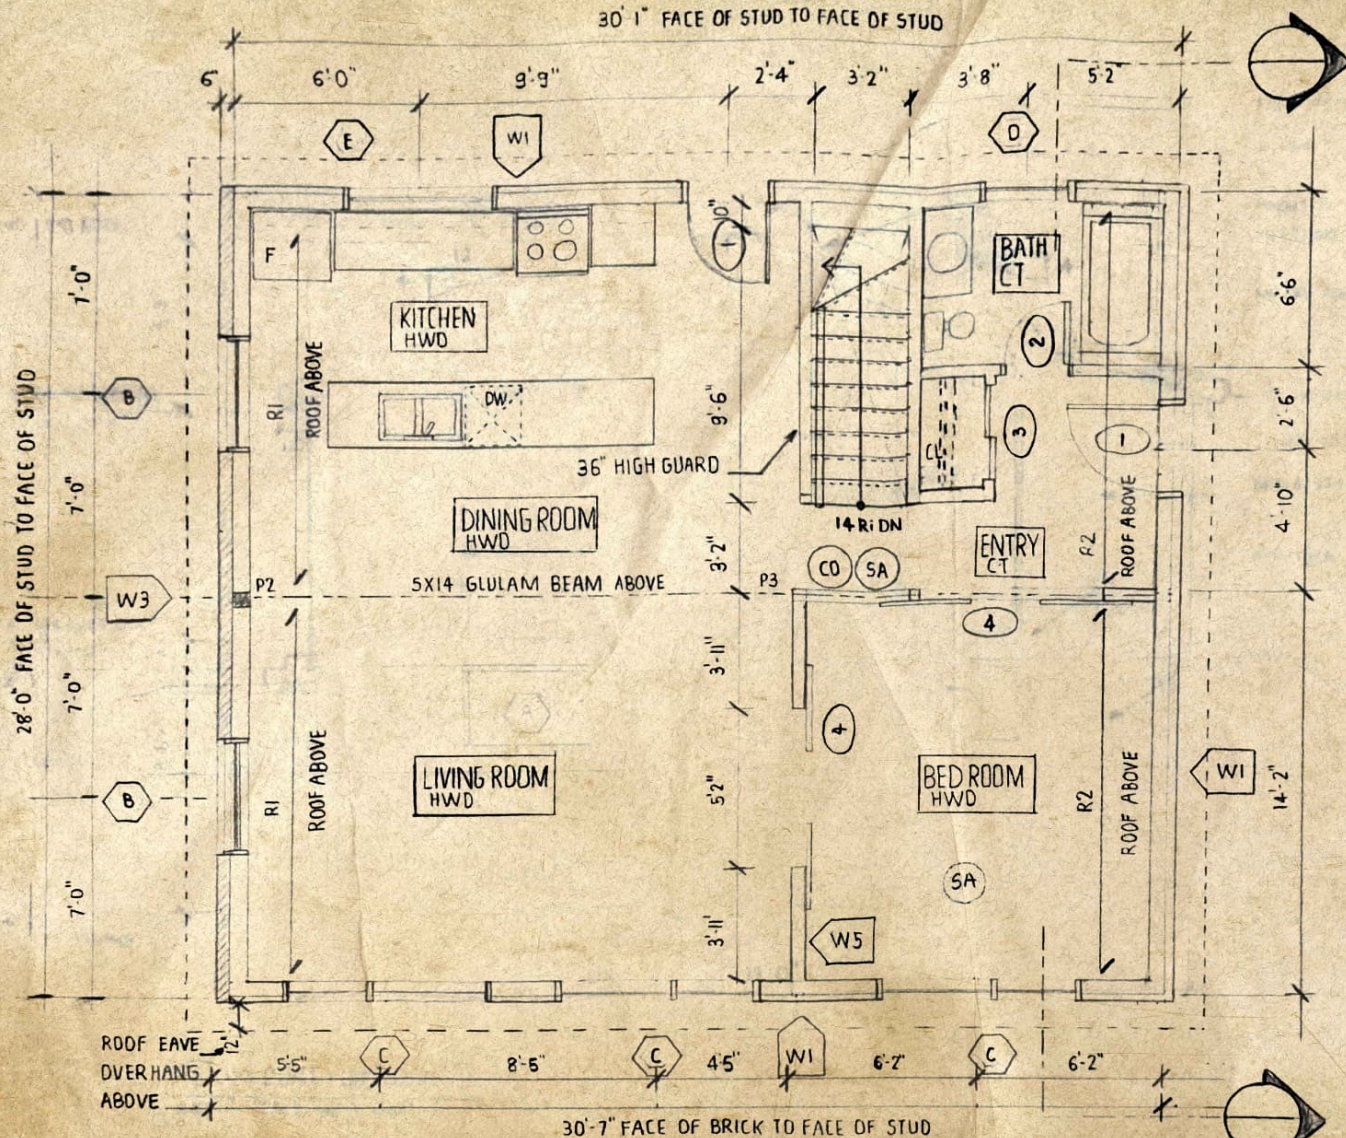 30'1" FACE OF STUD TO FACE OF STUD
6"
6'-0"
9'-9"
2'-4"
3'-2"
3'-8"
5'-2"
E
W1
D
F
10"
1
BATH
CT
KITCHEN
HWD
2
7'-0"
6'-6"
R1
ROOF ABOVE
B
DW
9'-6"
3
CL
1
2'-6"
36" HIGH GUARD
28'-0" FACE OF STUD TO FACE OF STUD
7'-0"
DINING ROOM
HWD
14 Ri DN
ENTRY
CT
R2
ROOF ABOVE
4'-10"
3'-2"
CO
SA
W3
P2
5X14 GLULAM BEAM ABOVE
P3
4
7'-0"
3'-11"
4
LIVING ROOM
HWD
BED ROOM
HWD
W1
B
R1
ROOF ABOVE
5'2"
R2
ROOF ABOVE
14'-2"
7'-0"
SA
3'-11'
W5
ROOF EAVE
OVERHANG
ABOVE
12"
5'-5"
C
8'-6"
C
4'5"
W1
6'-2"
C
6'-2"
30'-7" FACE OF BRICK TO FACE OF STUD